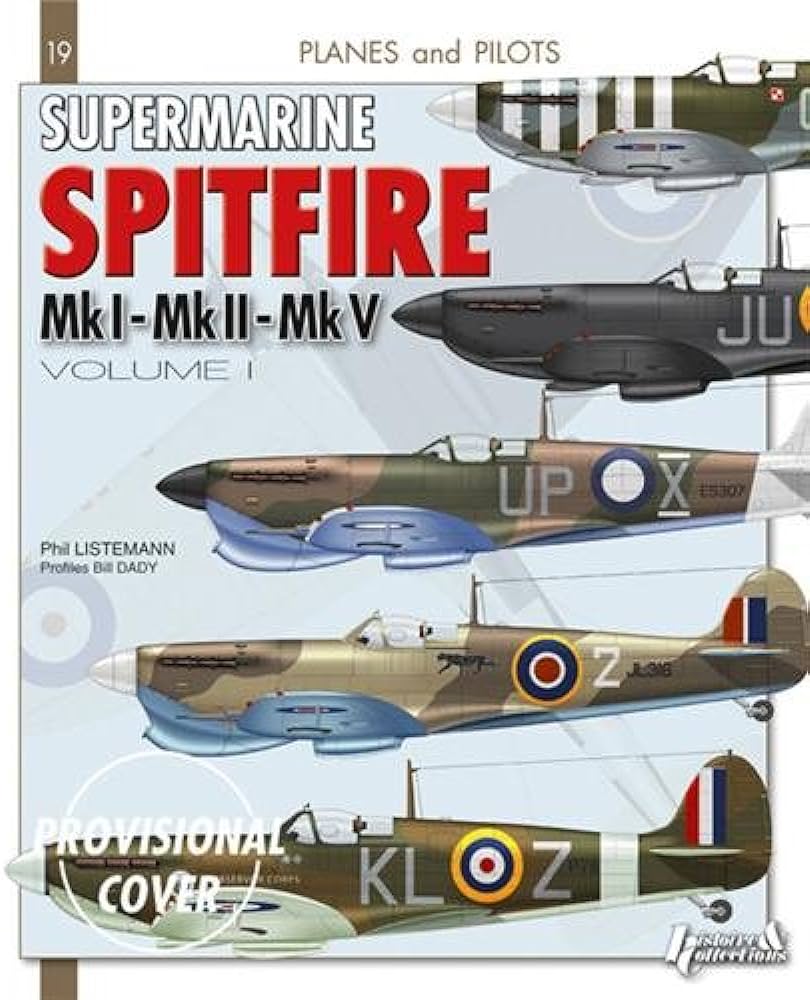 19
PLANES and PILOTS
SUPERMARINE
SPITFIRE
Mk I - Mk II - Mk V
VOLUME I
JU
UP X ES307
Phil LISTEMANN
Profiles Bill DADY
Z JL316
PROVISIONAL
COVER
KL Z
Histoire &
Collections